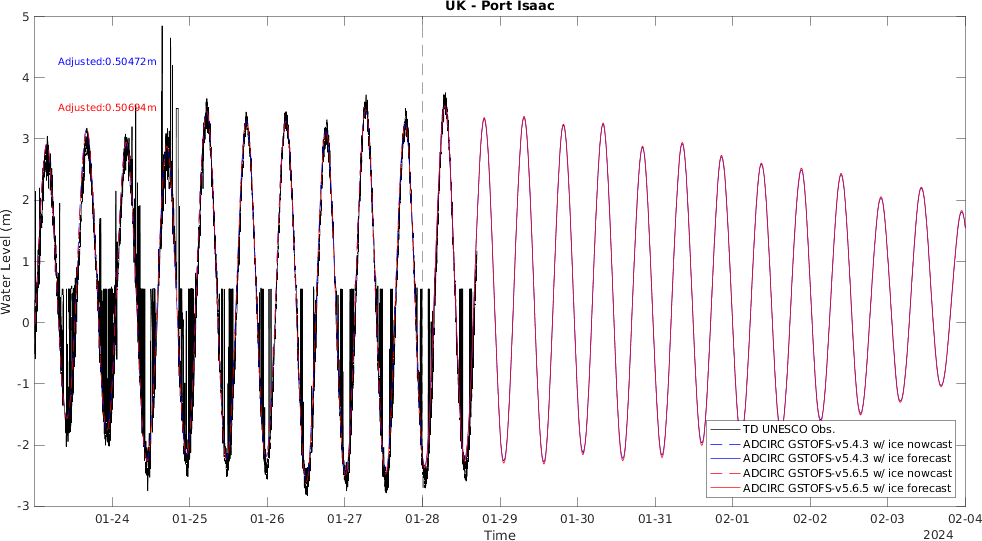 UK - Port Isaac
Water Level (m)
5
4
3
2
1
0
-1
-2
-3
Adjusted:0.50472m
Adjusted:0.50694m
TD UNESCO Obs.
ADCIRC GSTOFS-v5.4.3 w/ ice nowcast
ADCIRC GSTOFS-v5.4.3 w/ ice forecast
ADCIRC GSTOFS-v5.6.5 w/ ice nowcast
ADCIRC GSTOFS-v5.6.5 w/ ice forecast
01-24 01-25 01-26 01-27 01-28 01-29 01-30 01-31 02-01 02-02 02-03 02-04
Time
2024